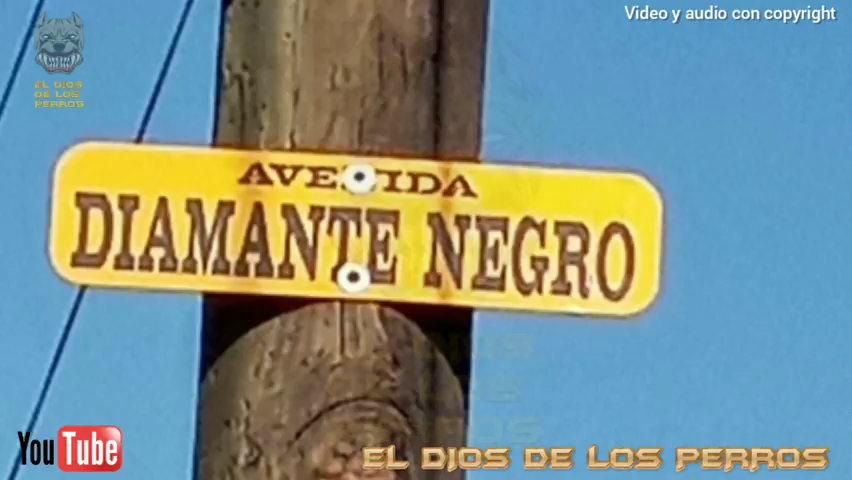 Video y audio con copyright
EL DIOS
DE LOS
PERROS
AVENIDA
DIAMANTE NEGRO
YouTube
EL DIOS DE LOS PERROS